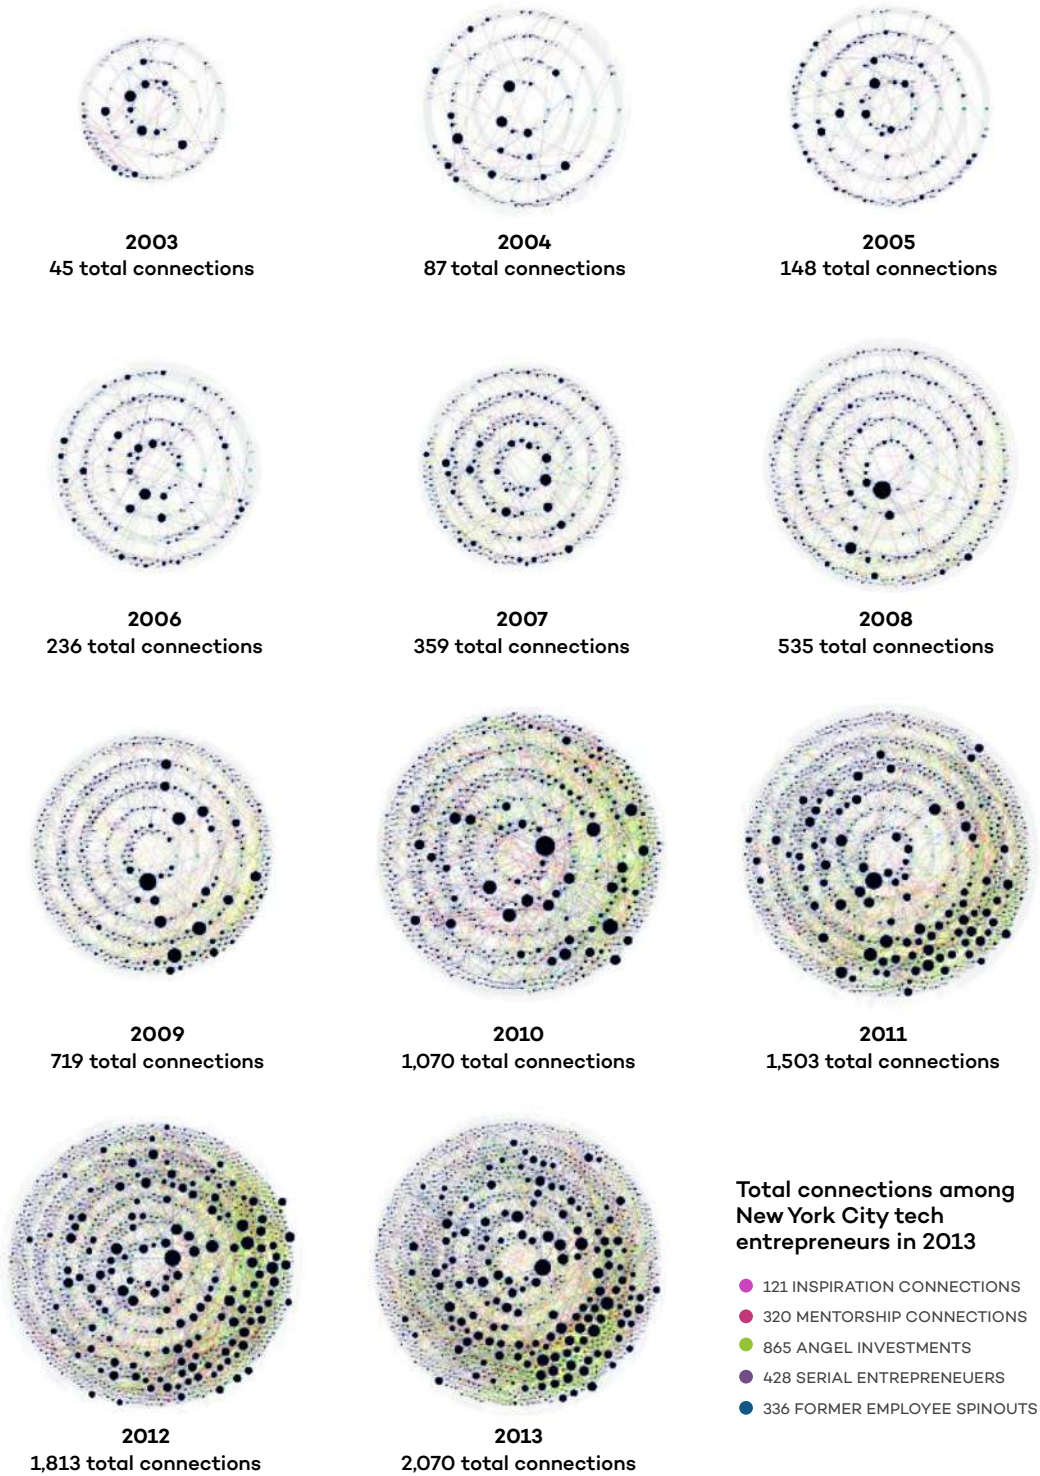 2003
45 total connections
2004
87 total connections
2005
148 total connections
2006
236 total connections
2007
359 total connections
2008
535 total connections
2009
719 total connections
2010
1,070 total connections
2011
1,503 total connections
2012
1,813 total connections
2013
2,070 total connections
Total connections among
New York City tech
entrepreneurs in 2013
121 INSPIRATION CONNECTIONS
320 MENTORSHIP CONNECTIONS
865 ANGEL INVESTMENTS
428 SERIAL ENTREPRENEUERS
336 FORMER EMPLOYEE SPINOUTS